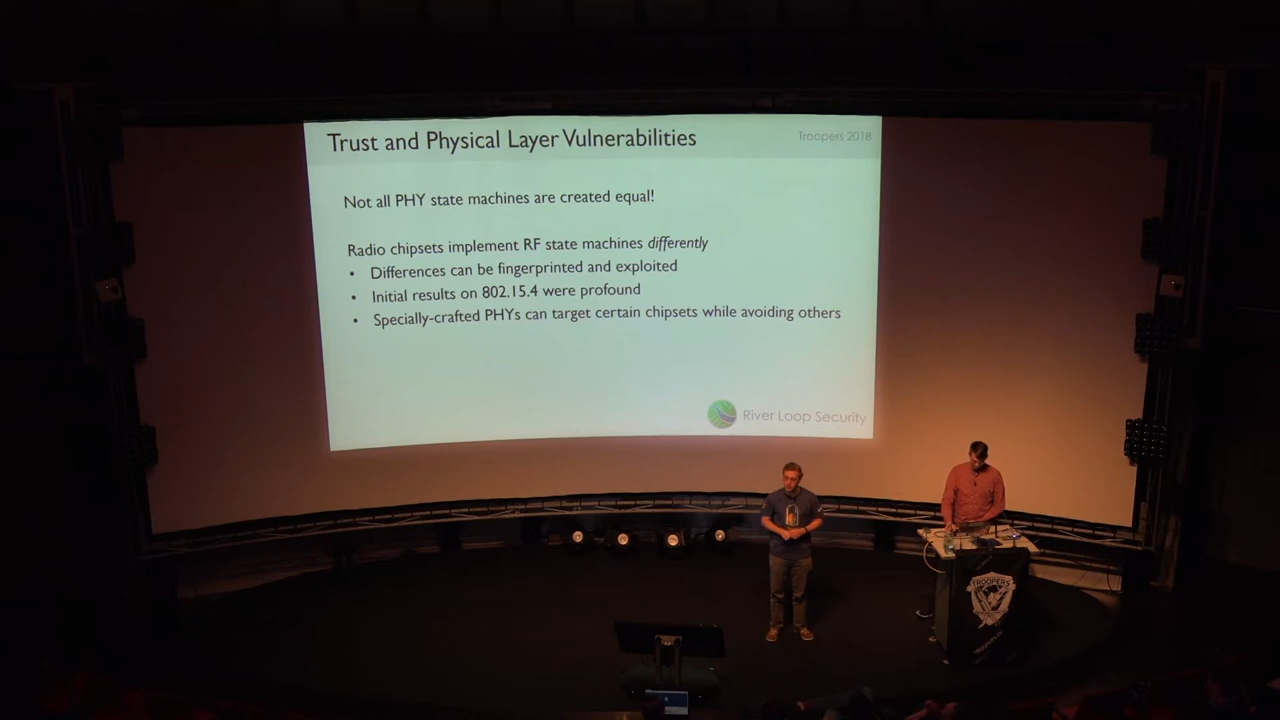 Trust and Physical Layer Vulnerabilities
Troopers 2018
Not all PHY state machines are created equal!
Radio chipsets implement RF state machines differently
• Differences can be fingerprinted and exploited
• Initial results on 802.15.4 were profound
• Specially-crafted PHYs can target certain chipsets while avoiding others
River Loop Security
TROOPERS